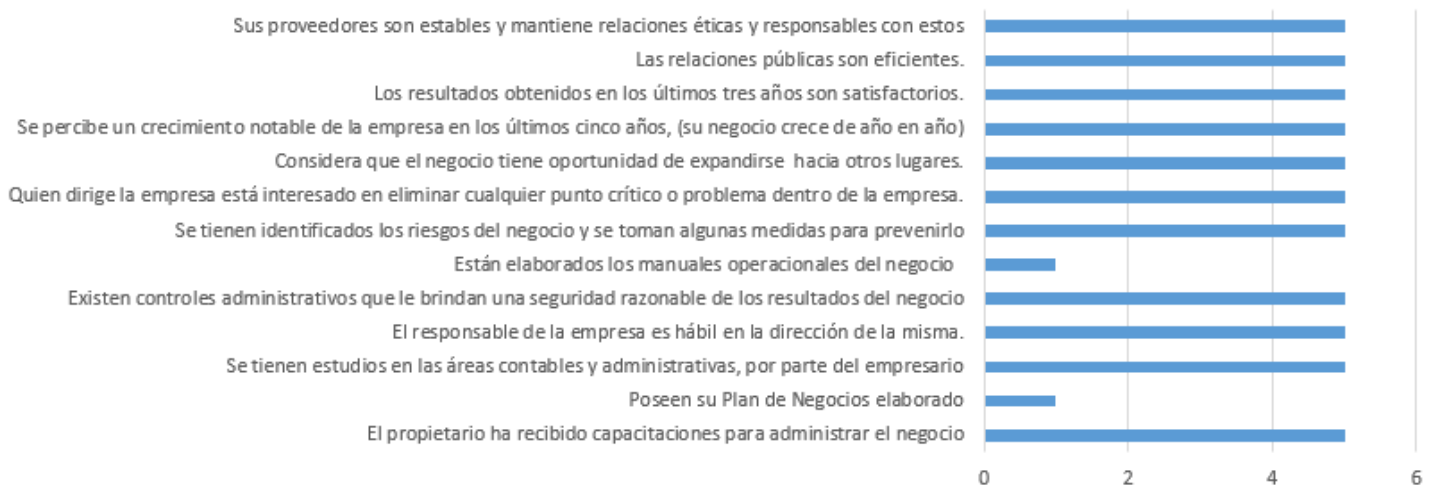 Sus proveedores son estables y mantiene relaciones éticas y responsables con estos
Las relaciones públicas son eficientes.
Los resultados obtenidos en los últimos tres años son satisfactorios.
Se percibe un crecimiento notable de la empresa en los últimos cinco años, (su negocio crece de año en año)
Considera que el negocio tiene oportunidad de expandirse hacia otros lugares.
Quien dirige la empresa está interesado en eliminar cualquier punto crítico o problema dentro de la empresa.
Se tienen identificados los riesgos del negocio y se toman algunas medidas para prevenirlo
Están elaborados los manuales operacionales del negocio
Existen controles administrativos que le brindan una seguridad razonable de los resultados del negocio
El responsable de la empresa es hábil en la dirección de la misma.
Se tienen estudios en las áreas contables y administrativas, por parte del empresario
Poseen su Plan de Negocios elaborado
El propietario ha recibido capacitaciones para administrar el negocio
0 2 4 6